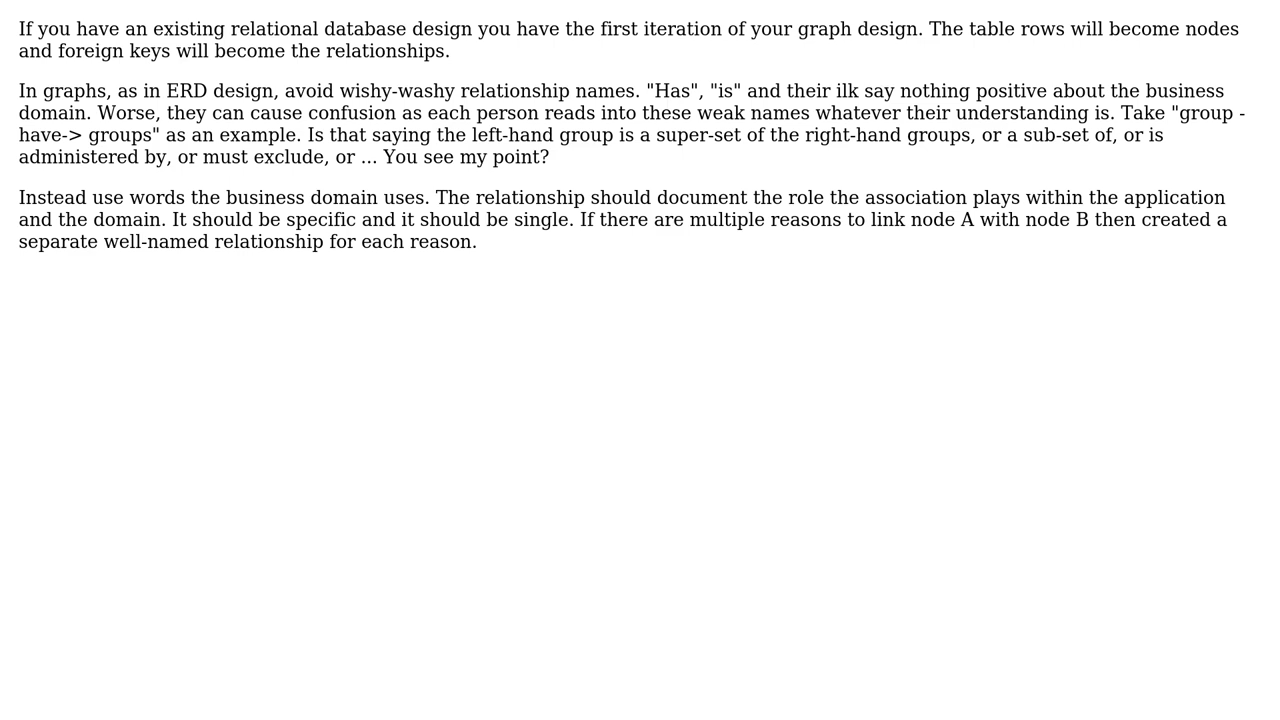 If you have an existing relational database design you have the first iteration of your graph design. The table rows will become nodes
and foreign keys will become the relationships.
In graphs, as in ERD design, avoid wishy-washy relationship names. "Has", "is" and their ilk say nothing positive about the business
domain. Worse, they can cause confusion as each person reads into these weak names whatever their understanding is. Take "group -
have-> groups" as an example. Is that saying the left-hand group is a super-set of the right-hand groups, or a sub-set of, or is
administered by, or must exclude, or ... You see my point?
Instead use words the business domain uses. The relationship should document the role the association plays within the application
and the domain. It should be specific and it should be single. If there are multiple reasons to link node A with node B then created a
separate well-named relationship for each reason.